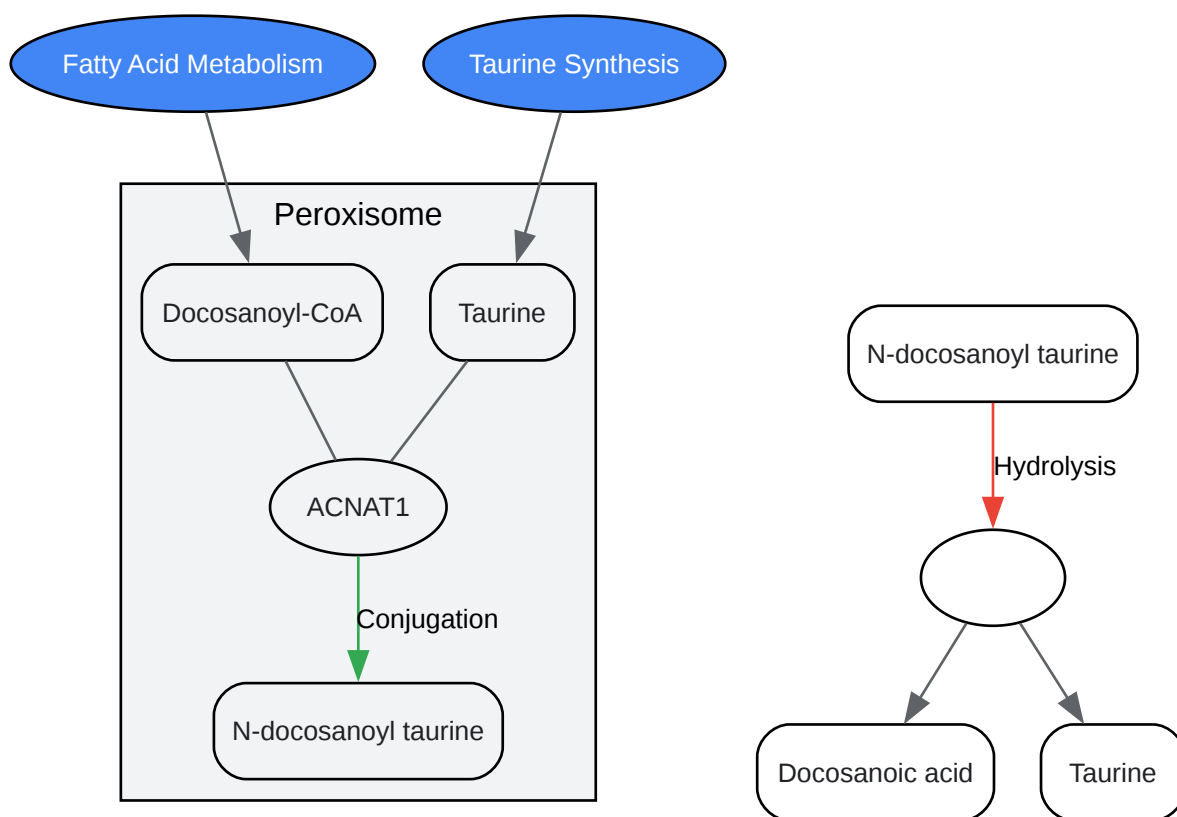 Fatty Acid Metabolism
Taurine Synthesis
Peroxisome
Docosanoyl-CoA
Taurine
ACNAT1
Conjugation
N-docosanoyl taurine
N-docosanoyl taurine
Hydrolysis
Docosanoic acid
Taurine